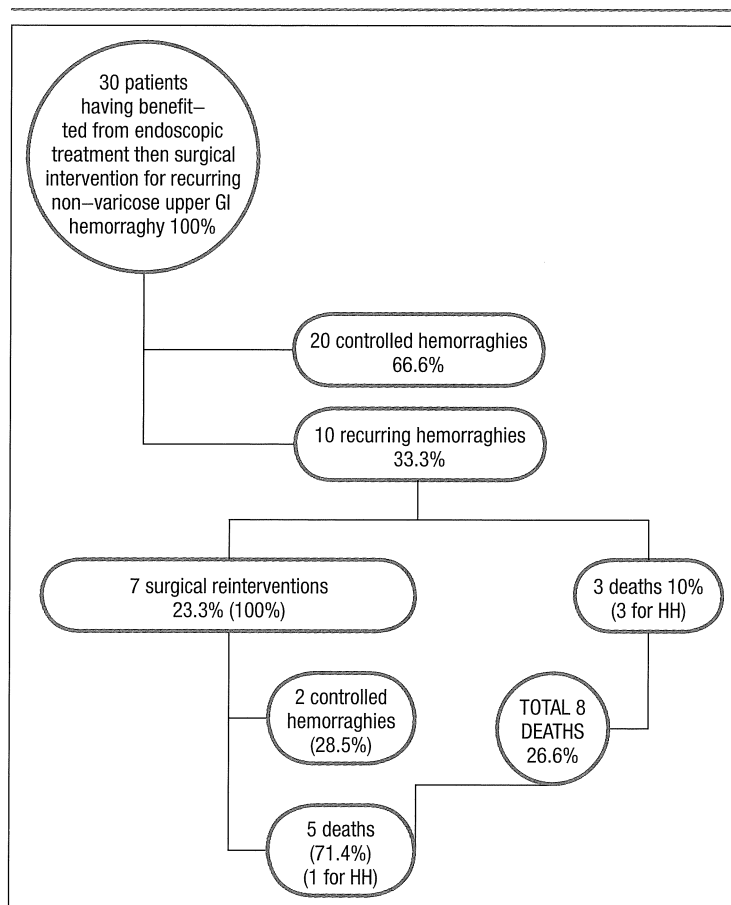 30 patients
having benefit–
ted from endoscopic
treatment then surgical
intervention for recurring
non–varicose upper GI
hemorraghy 100%
20 controlled hemorraghies
66.6%
10 recurring hemorraghies
33.3%
7 surgical reinterventions
23.3% (100%)
3 deaths 10%
(3 for HH)
2 controlled
hemorraghies
(28.5%)
TOTAL 8
DEATHS
26.6%
5 deaths
(71.4%)
(1 for HH)